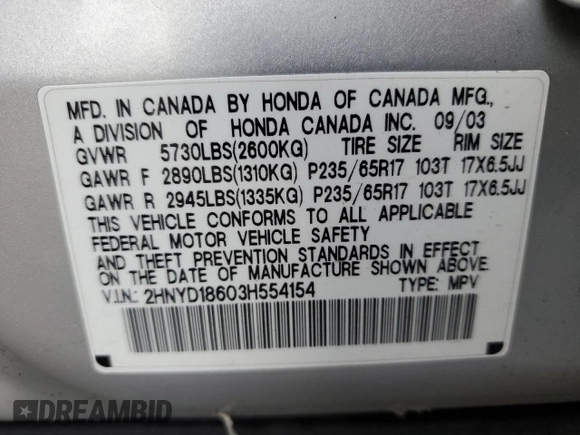 MFD. IN CANADA BY HONDA OF CANADA MFG.,
A DIVISION OF HONDA CANADA INC. 09/03
GVWR 5730LBS(2600KG) TIRE SIZE RIM SIZE
GAWR F 2890LBS(1310KG) P235/65R17 103T 17X6.5JJ
GAWR R 2945LBS(1335KG) P235/65R17 103T 17X6.5JJ
THIS VEHICLE CONFORMS TO ALL APPLICABLE
FEDERAL MOTOR VEHICLE SAFETY
AND THEFT PREVENTION STANDARDS IN EFFECT
ON THE DATE OF MANUFACTURE SHOWN ABOVE.
V.I.N.: 2HNYD18603H554154 TYPE: MPV
DREAMBID